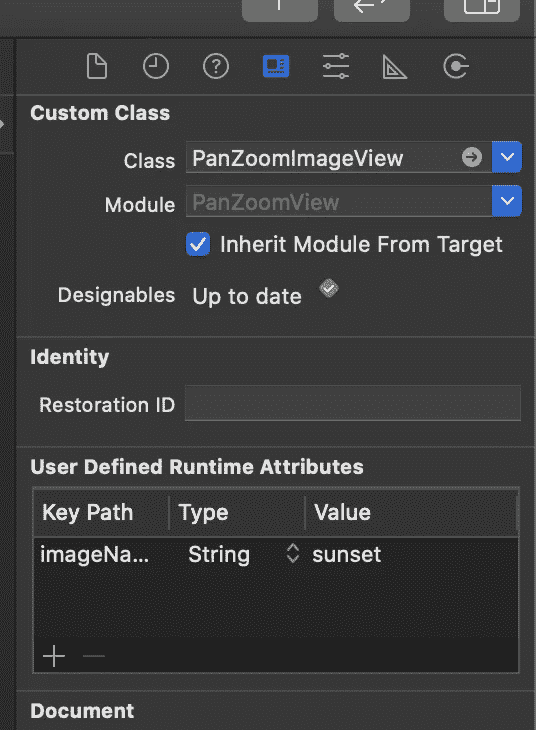 Custom Class
Class PanZoomImageView
Module PanZoomView
Inherit Module From Target
Designables Up to date
Identity
Restoration ID
User Defined Runtime Attributes
Key Path Type Value
imageNa... String sunset
Document